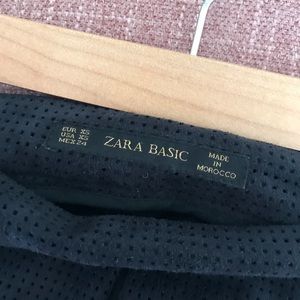 EUR XS
USA XS
MEX 24
ZARA BASIC
MADE
IN
MOROCCO